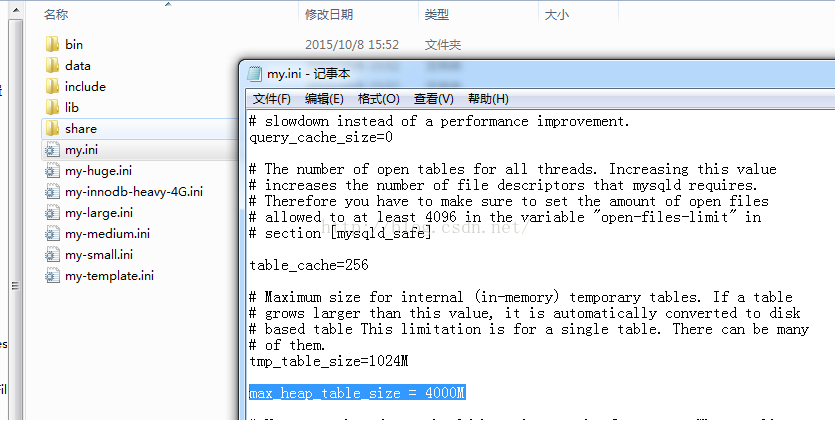 名称 修改日期 类型 大小
bin 2015/10/8 15:52 文件夹
data
include
lib
share
my.ini
my-huge.ini
my-innodb-heavy-4G.ini
my-large.ini
my-medium.ini
my-small.ini
my-template.ini
my.ini - 记事本
文件(F) 编辑(E) 格式(O) 查看(V) 帮助(H)
# slowdown instead of a performance improvement.
query_cache_size=0
# The number of open tables for all threads. Increasing this value
# increases the number of file descriptors that mysqld requires.
# Therefore you have to make sure to set the amount of open files
# allowed to at least 4096 in the variable "open-files-limit" in
# section [mysqld_safe]
http://blog.csdn.net/
table_cache=256
# Maximum size for internal (in-memory) temporary tables. If a table
# grows larger than this value, it is automatically converted to disk
# based table This limitation is for a single table. There can be many
# of them.
tmp_table_size=1024M
max_heap_table_size = 4000M